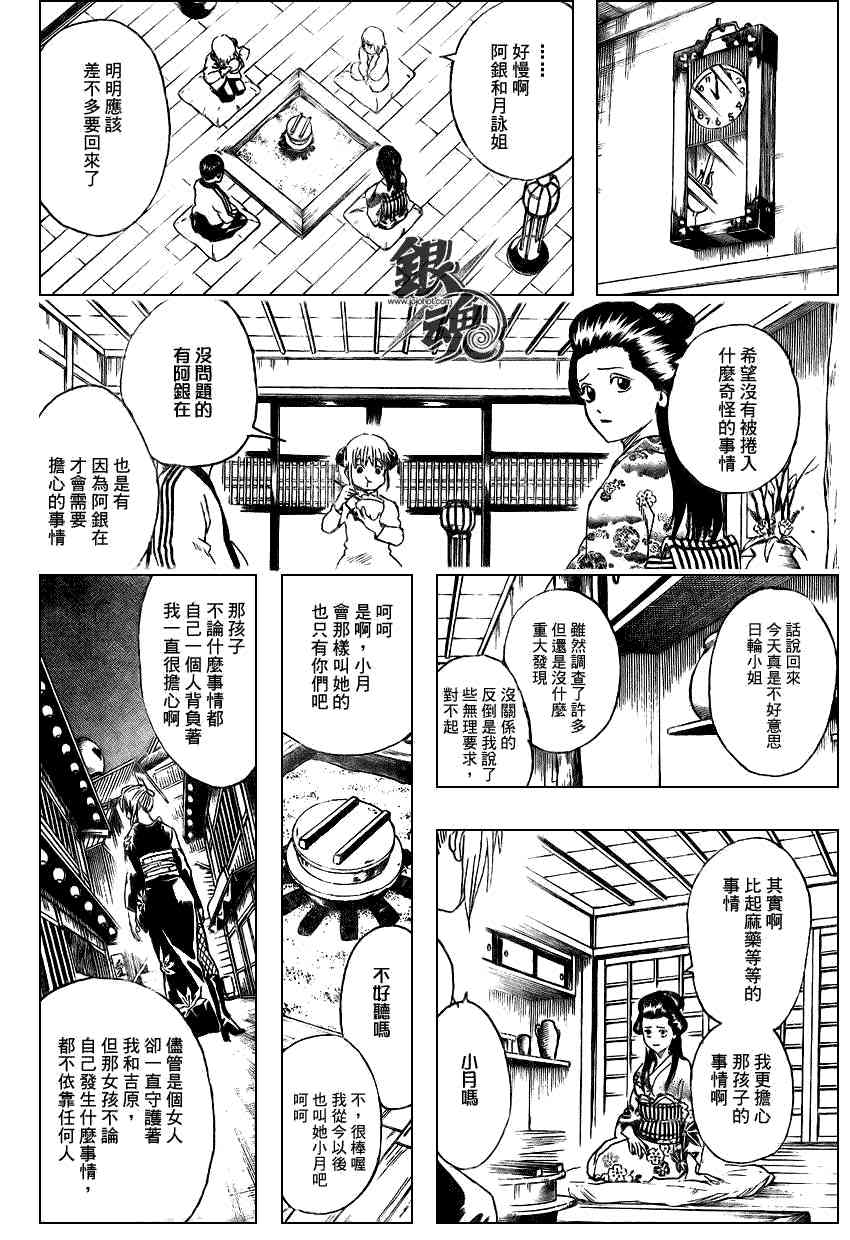 ……
好慢啊
阿銀和月詠姐
明明應該
差不多要回來了
銀魂
www.jojohot.com
希望沒有被捲入
什麼奇怪的事情
沒問題的
有阿銀在
也是有
因為阿銀在
才會需要
擔心的事情
話說回來
今天真是不好意思
日輪小姐
雖然調查了許多
但還是沒什麼
重大發現
沒關係的
反倒是我說了
些無理要求，
對不起
其實啊
比起麻藥等等的
事情
我更擔心
那孩子的
事情啊
小月嗎
呵呵
是啊，小月
會那樣叫她的
也只有你們吧
不好聽嗎
不，很棒喔
我從今以後
也叫她小月吧
呵呵
那孩子
不論什麼事情都
自己一個人背負著
我一直很擔心啊
儘管是個女人
卻一直守護著
我和吉原，
但那女孩不論
自己發生什麼事情，
都不依靠任何人